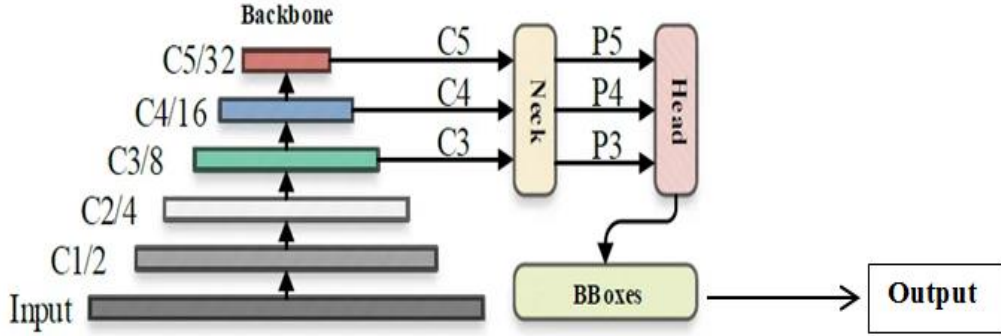 Backbone
C5/32
C4/16
C3/8
C2/4
C1/2
Input
C5
C4
C3
Neck
P5
P4
P3
Head
BBoxes
Output